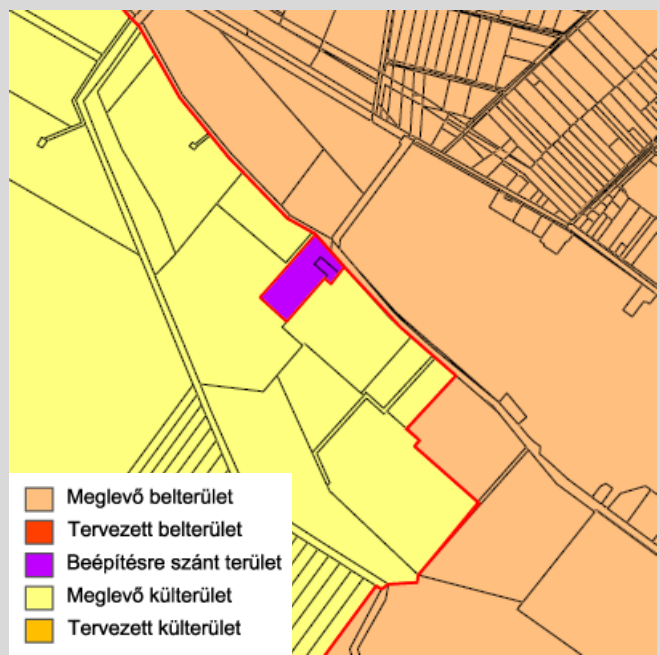 Meglevő belterület
Tervezett belterület
Beépítésre szánt terület
Meglevő külterület
Tervezett külterület